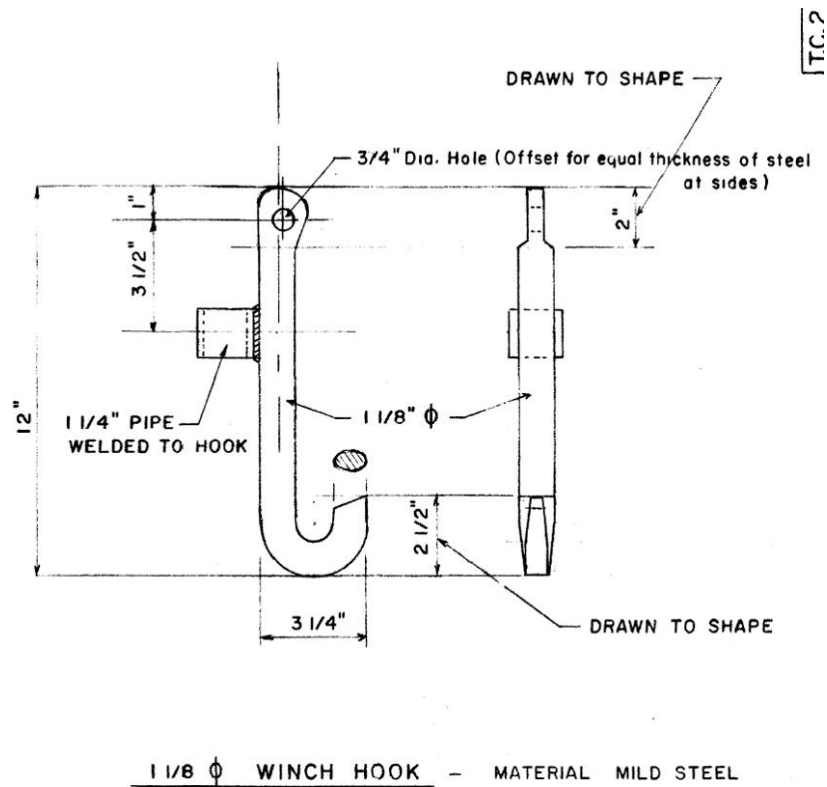 T.C.2
DRAWN TO SHAPE
3/4" Dia. Hole (Offset for equal thickness of steel
at sides)
1"
2"
3 1/2"
12"
1 1/4" PIPE
WELDED TO HOOK
1 1/8" ϕ
2 1/2"
3 1/4"
DRAWN TO SHAPE
1 1/8 ϕ WINCH HOOK - MATERIAL MILD STEEL